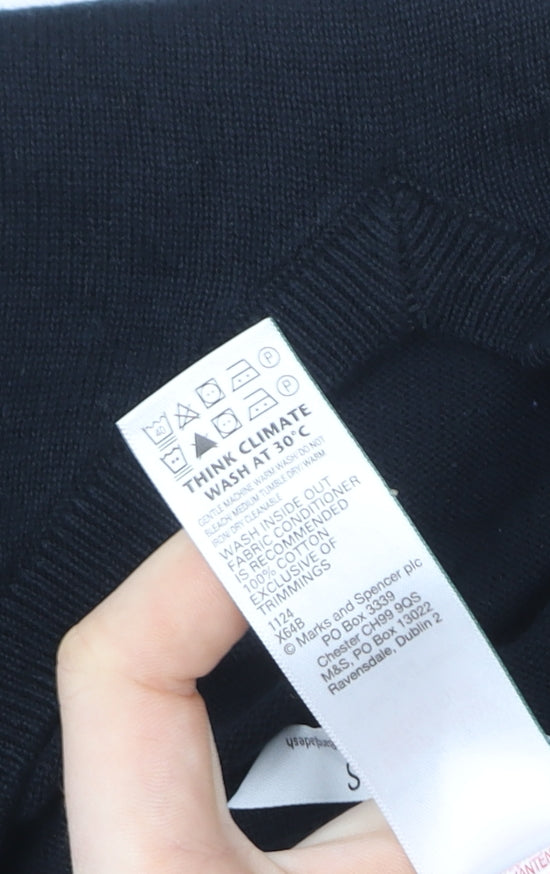 40 P
P
THINK CLIMATE
WASH AT 30°C
GENTLE MACHINE WARM WASH/DO NOT
BLEACH/MEDIUM TUMBLE DRY/WARM
IRON/DRY CLEANABLE
WASH INSIDE OUT
FABRIC CONDITIONER
IS RECOMMENDED
100% COTTON
EXCLUSIVE OF
TRIMMINGS
1124
X64B
© Marks and Spencer plc
PO Box 3339
Chester CH99 9QS
M&S, PO Box 13022
Ravensdale, Dublin 2
S